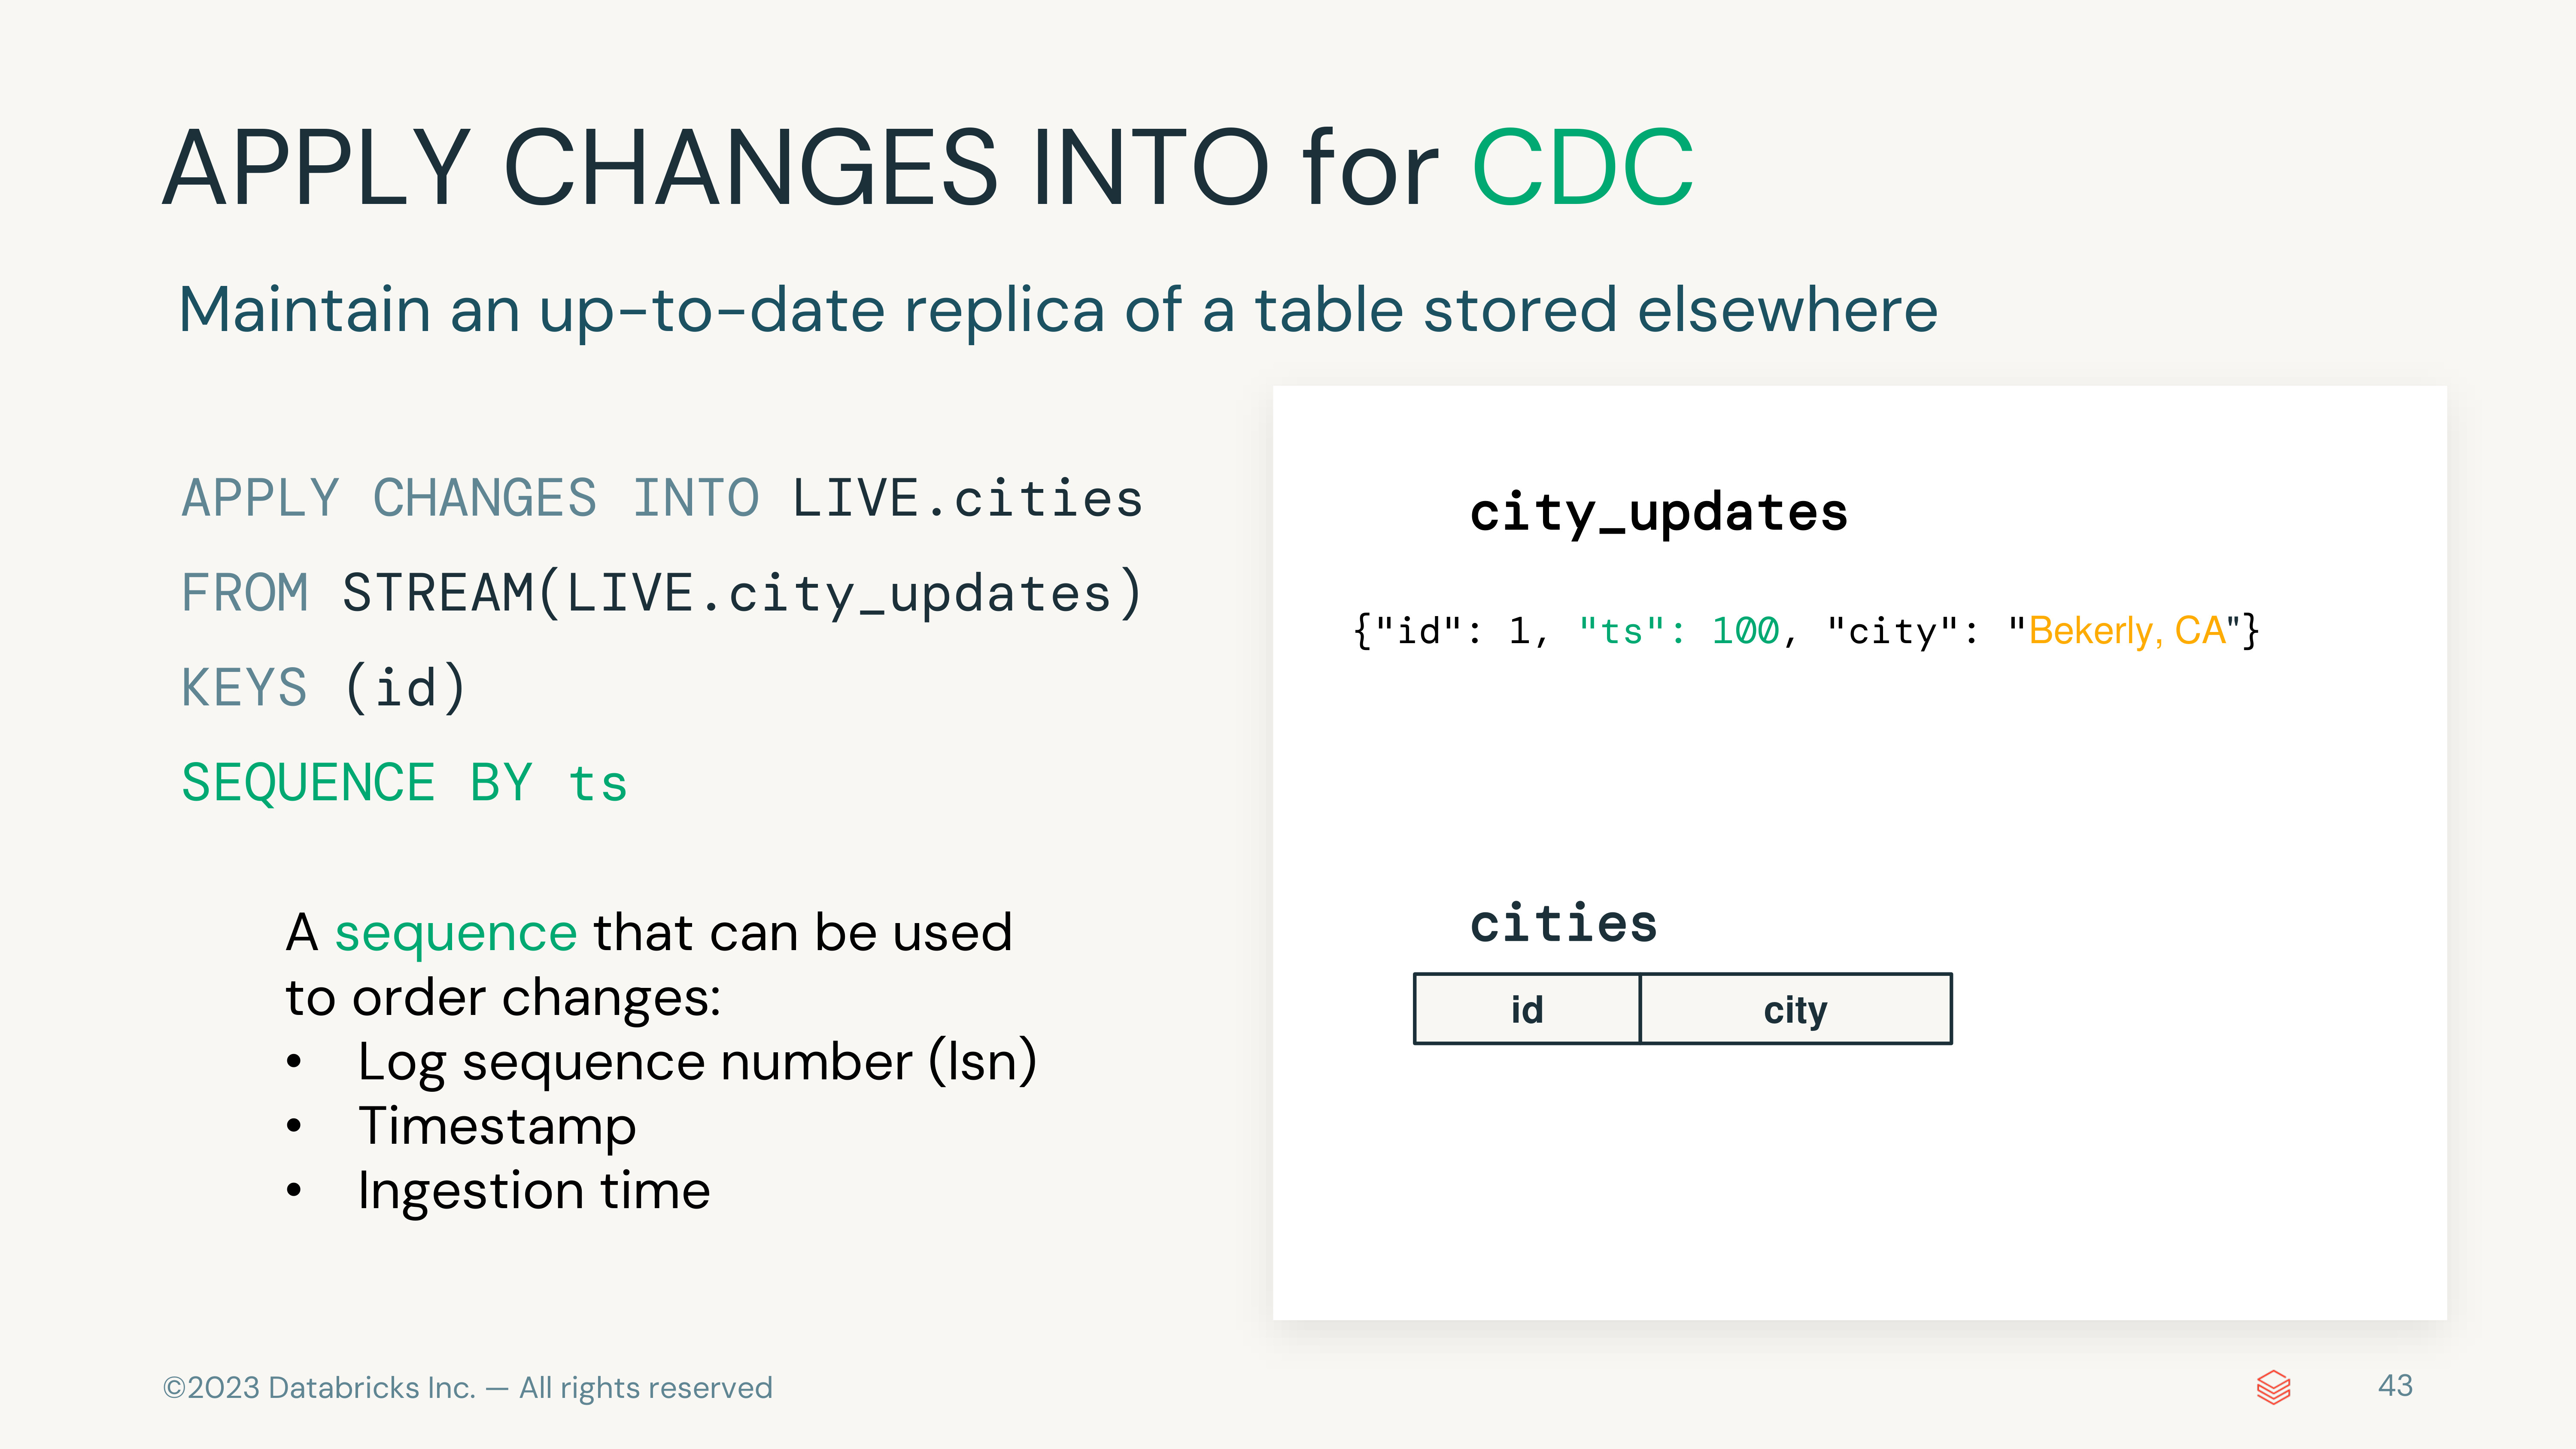 APPLY CHANGES INTO for CDC
Maintain an up-to-date replica of a table stored elsewhere
APPLY CHANGES INTO LIVE.cities
FROM STREAM(LIVE.city_updates)
KEYS (id)
SEQUENCE BY ts
A sequence that can be used
to order changes:
• Log sequence number (lsn)
• Timestamp
• Ingestion time
city_updates
{"id": 1, "ts": 100, "city": "Bekerly, CA"}
cities
id city
©2023 Databricks Inc. — All rights reserved
43